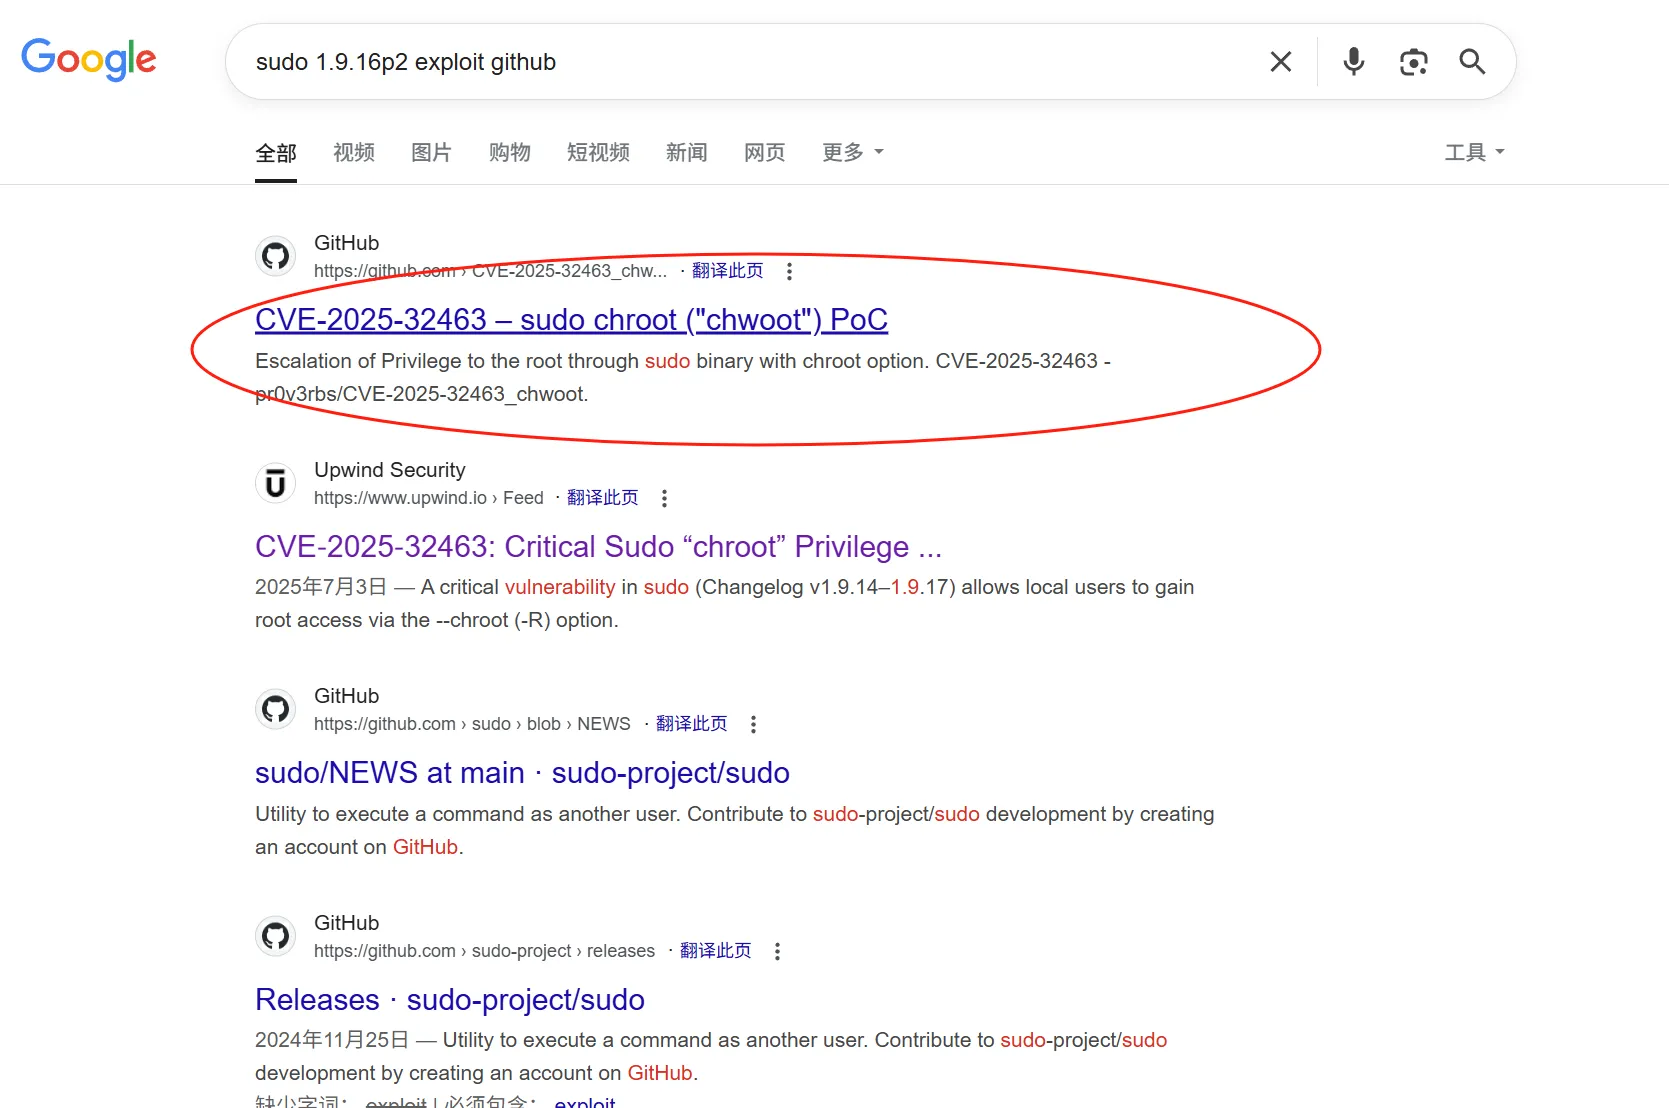 Google
sudo 1.9.16p2 exploit github
全部 视频 图片 购物 短视频 新闻 网页 更多 工具
GitHub
https://github.com › CVE-2025-32463_chw... · 翻译此页
CVE-2025-32463 – sudo chroot ("chwoot") PoC
Escalation of Privilege to the root through sudo binary with chroot option. CVE-2025-32463 -
pr0v3rbs/CVE-2025-32463_chwoot.
Upwind Security
https://www.upwind.io › Feed · 翻译此页
CVE-2025-32463: Critical Sudo “chroot” Privilege ...
2025年7月3日 — A critical vulnerability in sudo (Changelog v1.9.14–1.9.17) allows local users to gain
root access via the --chroot (-R) option.
GitHub
https://github.com › sudo › blob › NEWS · 翻译此页
sudo/NEWS at main · sudo-project/sudo
Utility to execute a command as another user. Contribute to sudo-project/sudo development by creating
an account on GitHub.
GitHub
https://github.com › sudo-project › releases · 翻译此页
Releases · sudo-project/sudo
2024年11月25日 — Utility to execute a command as another user. Contribute to sudo-project/sudo
development by creating an account on GitHub.
缺少字词： exploit | 必须包含： exploit